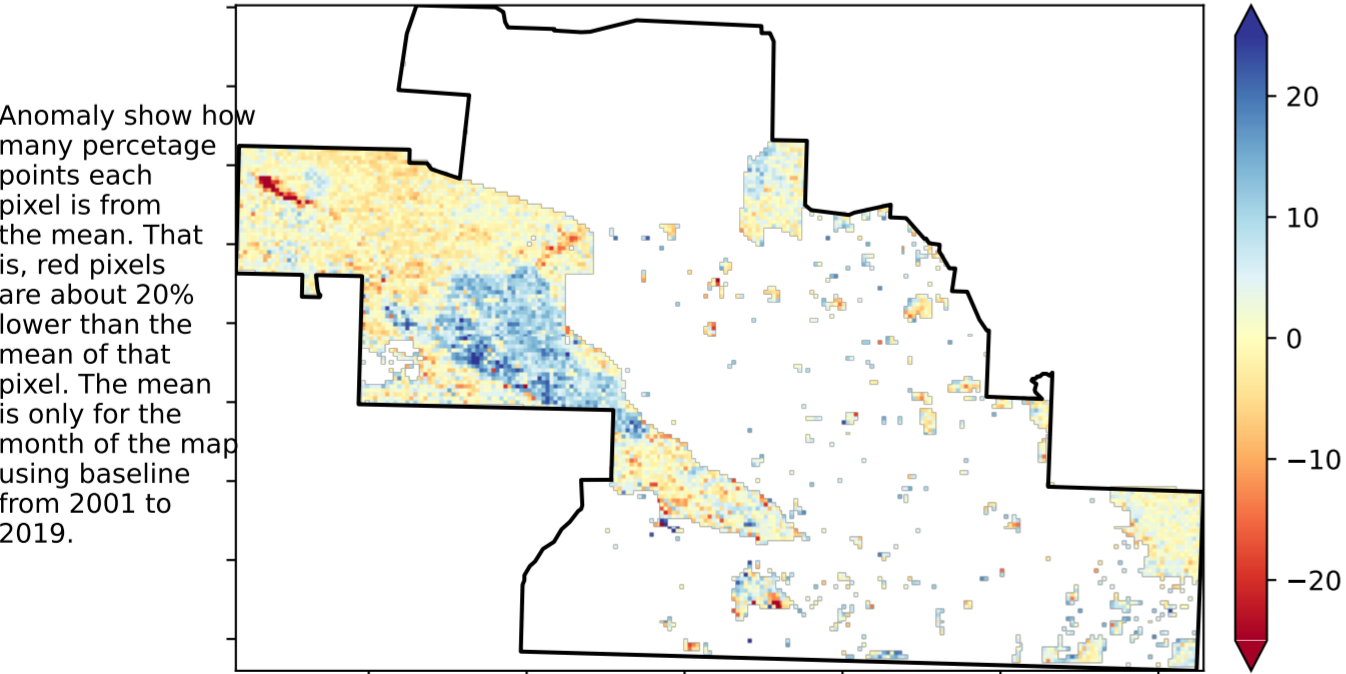 Anomaly show how
many percetage
points each
pixel is from
the mean. That
is, red pixels
are about 20%
lower than the
mean of that
pixel. The mean
is only for the
month of the map
using baseline
from 2001 to
2019.
20
10
0
−10
−20